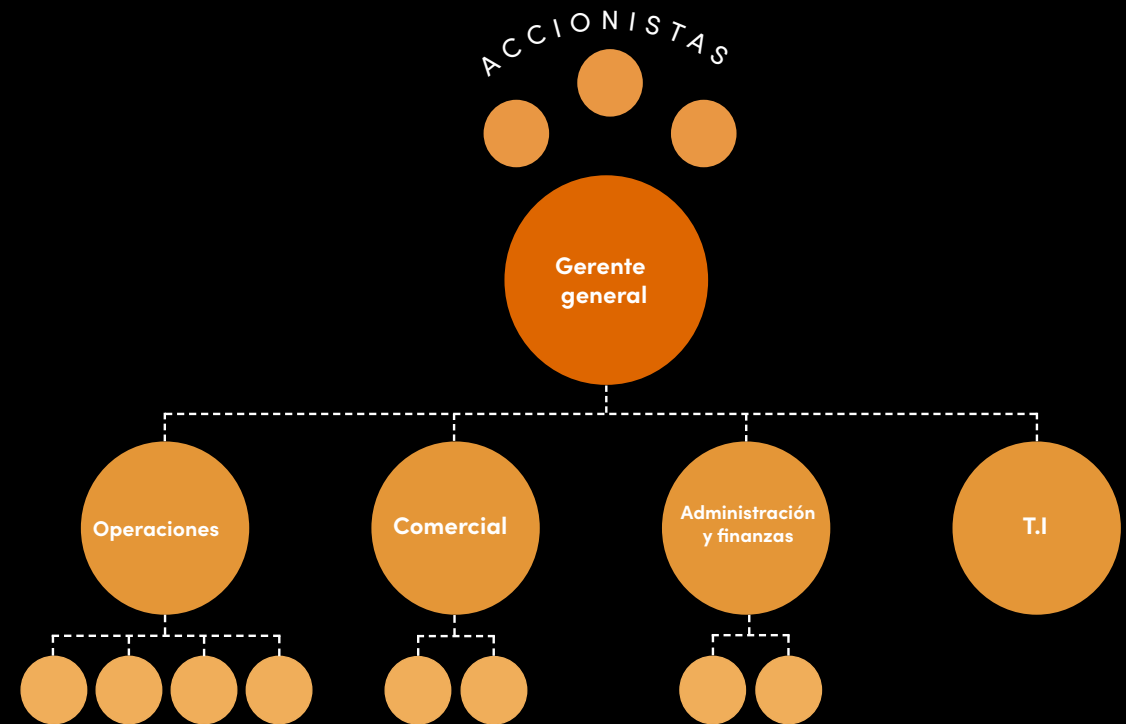 ACCIONISTAS
Gerente
general
Operaciones
Comercial
Administración
y finanzas
T.I